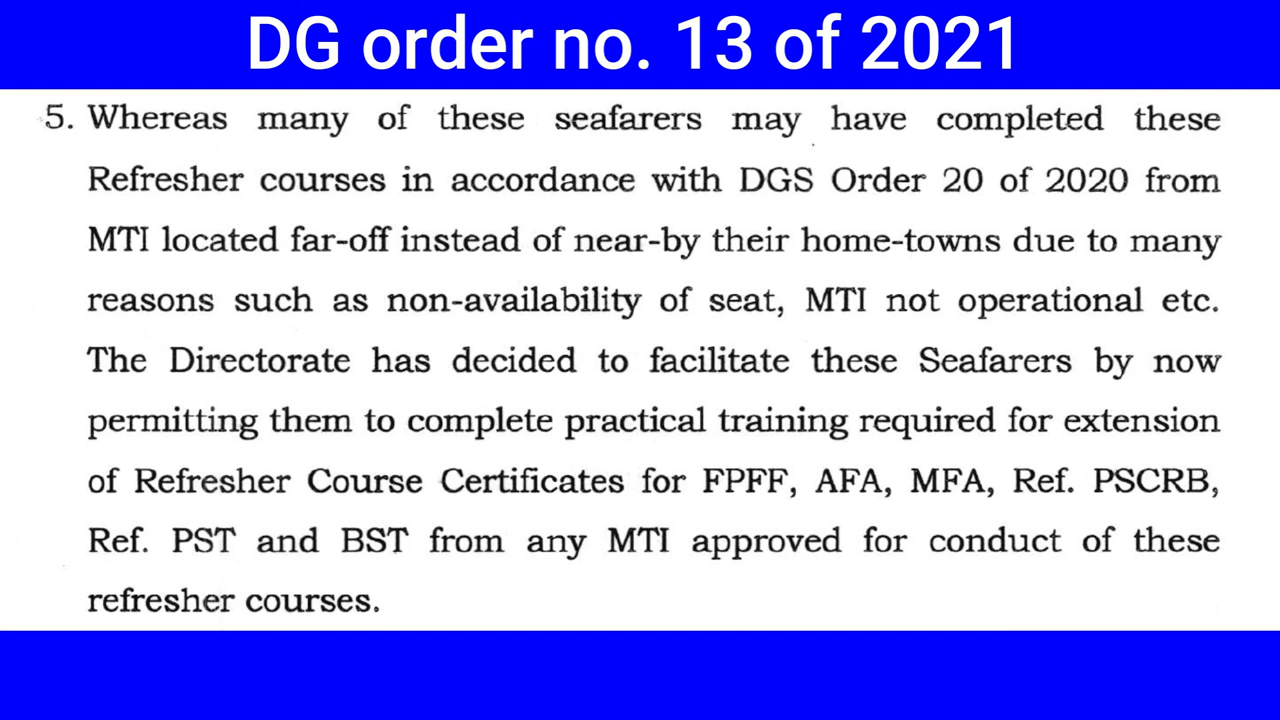 DG order no. 13 of 2021
5. Whereas many of these seafarers may have completed these
Refresher courses in accordance with DGS Order 20 of 2020 from
MTI located far-off instead of near-by their home-towns due to many
reasons such as non-availability of seat, MTI not operational etc.
The Directorate has decided to facilitate these Seafarers by now
permitting them to complete practical training required for extension
of Refresher Course Certificates for FPFF, AFA, MFA, Ref. PSCRB,
Ref. PST and BST from any MTI approved for conduct of these
refresher courses.